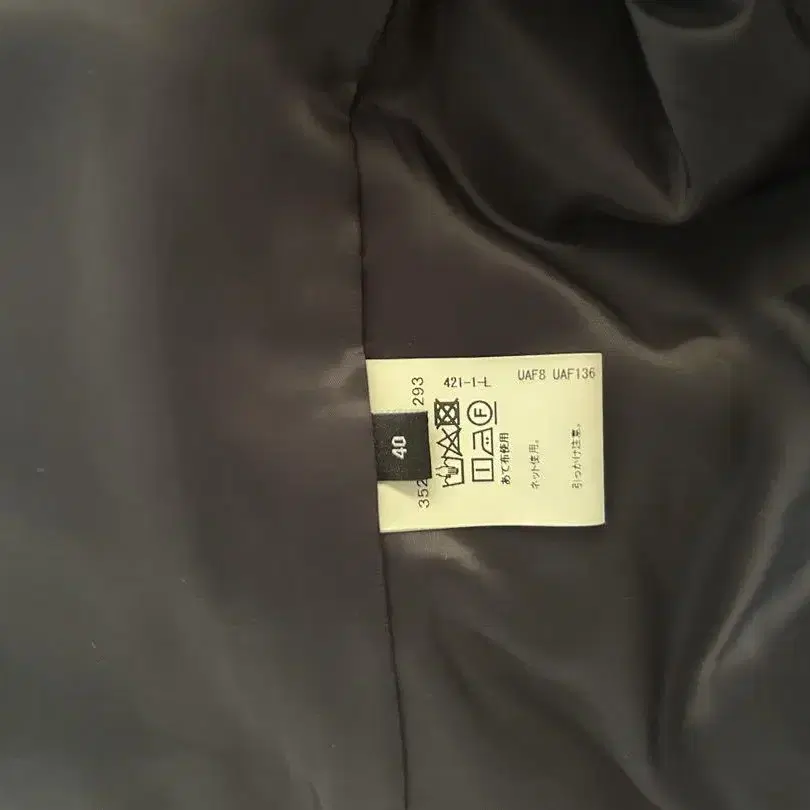 40
352
293
421-1-L
UAF8 UAF136
F
あて布使用
ネット使用。
引っかけ注意。